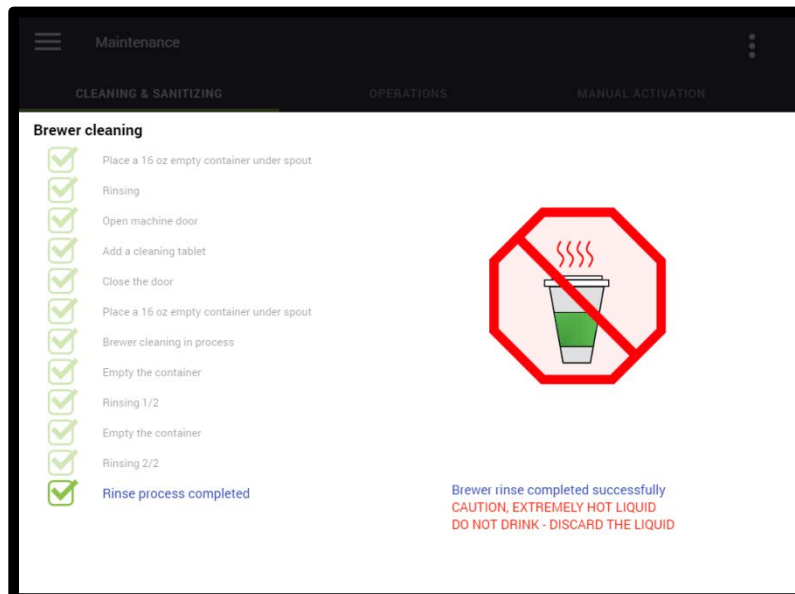 Maintenance
CLEANING & SANITIZING
OPERATIONS
MANUAL ACTIVATION
Brewer cleaning
Place a 16 oz empty container under spout
Rinsing
Open machine door
Add a cleaning tablet
Close the door
Place a 16 oz empty container under spout
Brewer cleaning in process
Empty the container
Rinsing 1/2
Empty the container
Rinsing 2/2
Rinse process completed
Brewer rinse completed successfully
CAUTION, EXTREMELY HOT LIQUID
DO NOT DRINK - DISCARD THE LIQUID